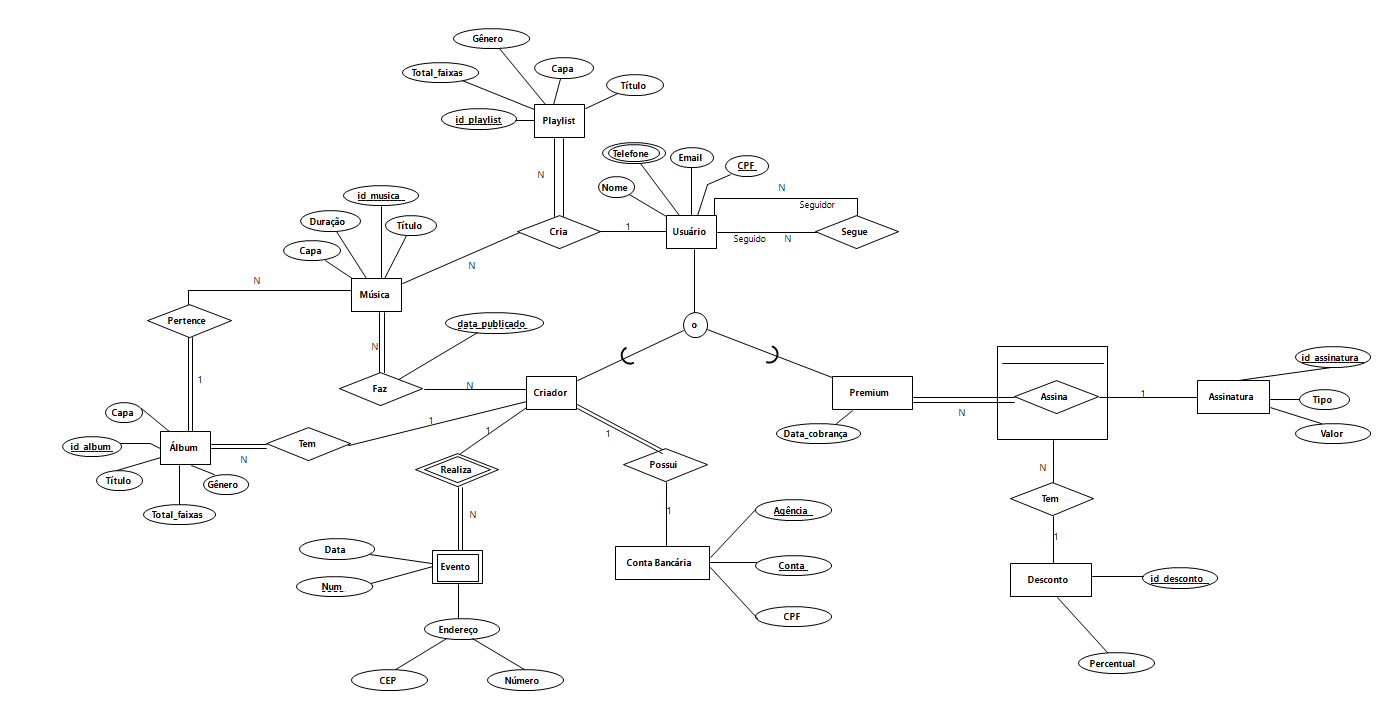 Gênero
Total_faixas
Capa
Título
id_playlist
Playlist
N
Telefone
Email
CPF
Nome
N
Seguidor
Cria
1
Usuário
Seguido
N
Segue
id_musica
Duração
Título
Capa
N
N
Música
Pertence
data_publicado
o
N
1
Faz
N
Criador
Premium
N
Assina
1
Assinatura
id_assinatura
Tipo
Valor
Data_cobrança
Capa
id_album
Álbum
Título
Gênero
Total_faixas
N
Tem
1
1
1
Realiza
Possui
N
N
Tem
1
1
Agência
Conta
CPF
Conta Bancária
Data
Num
Evento
Desconto
id_desconto
Percentual
Endereço
CEP
Número